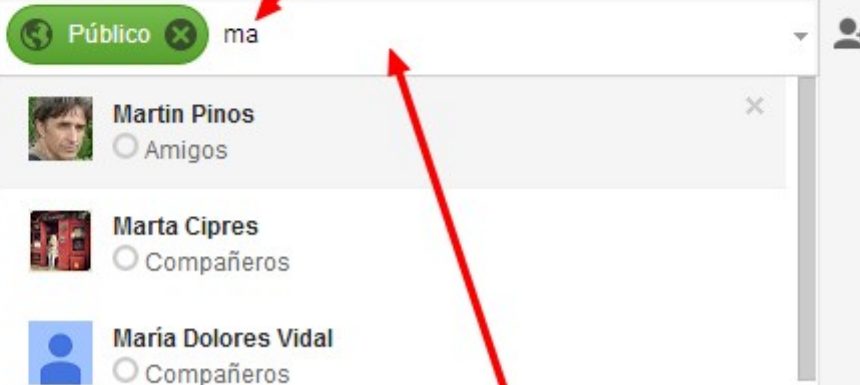 Público ma
Martin Pinos
Amigos
Marta Cipres
Compañeros
María Dolores Vidal
Compañeros